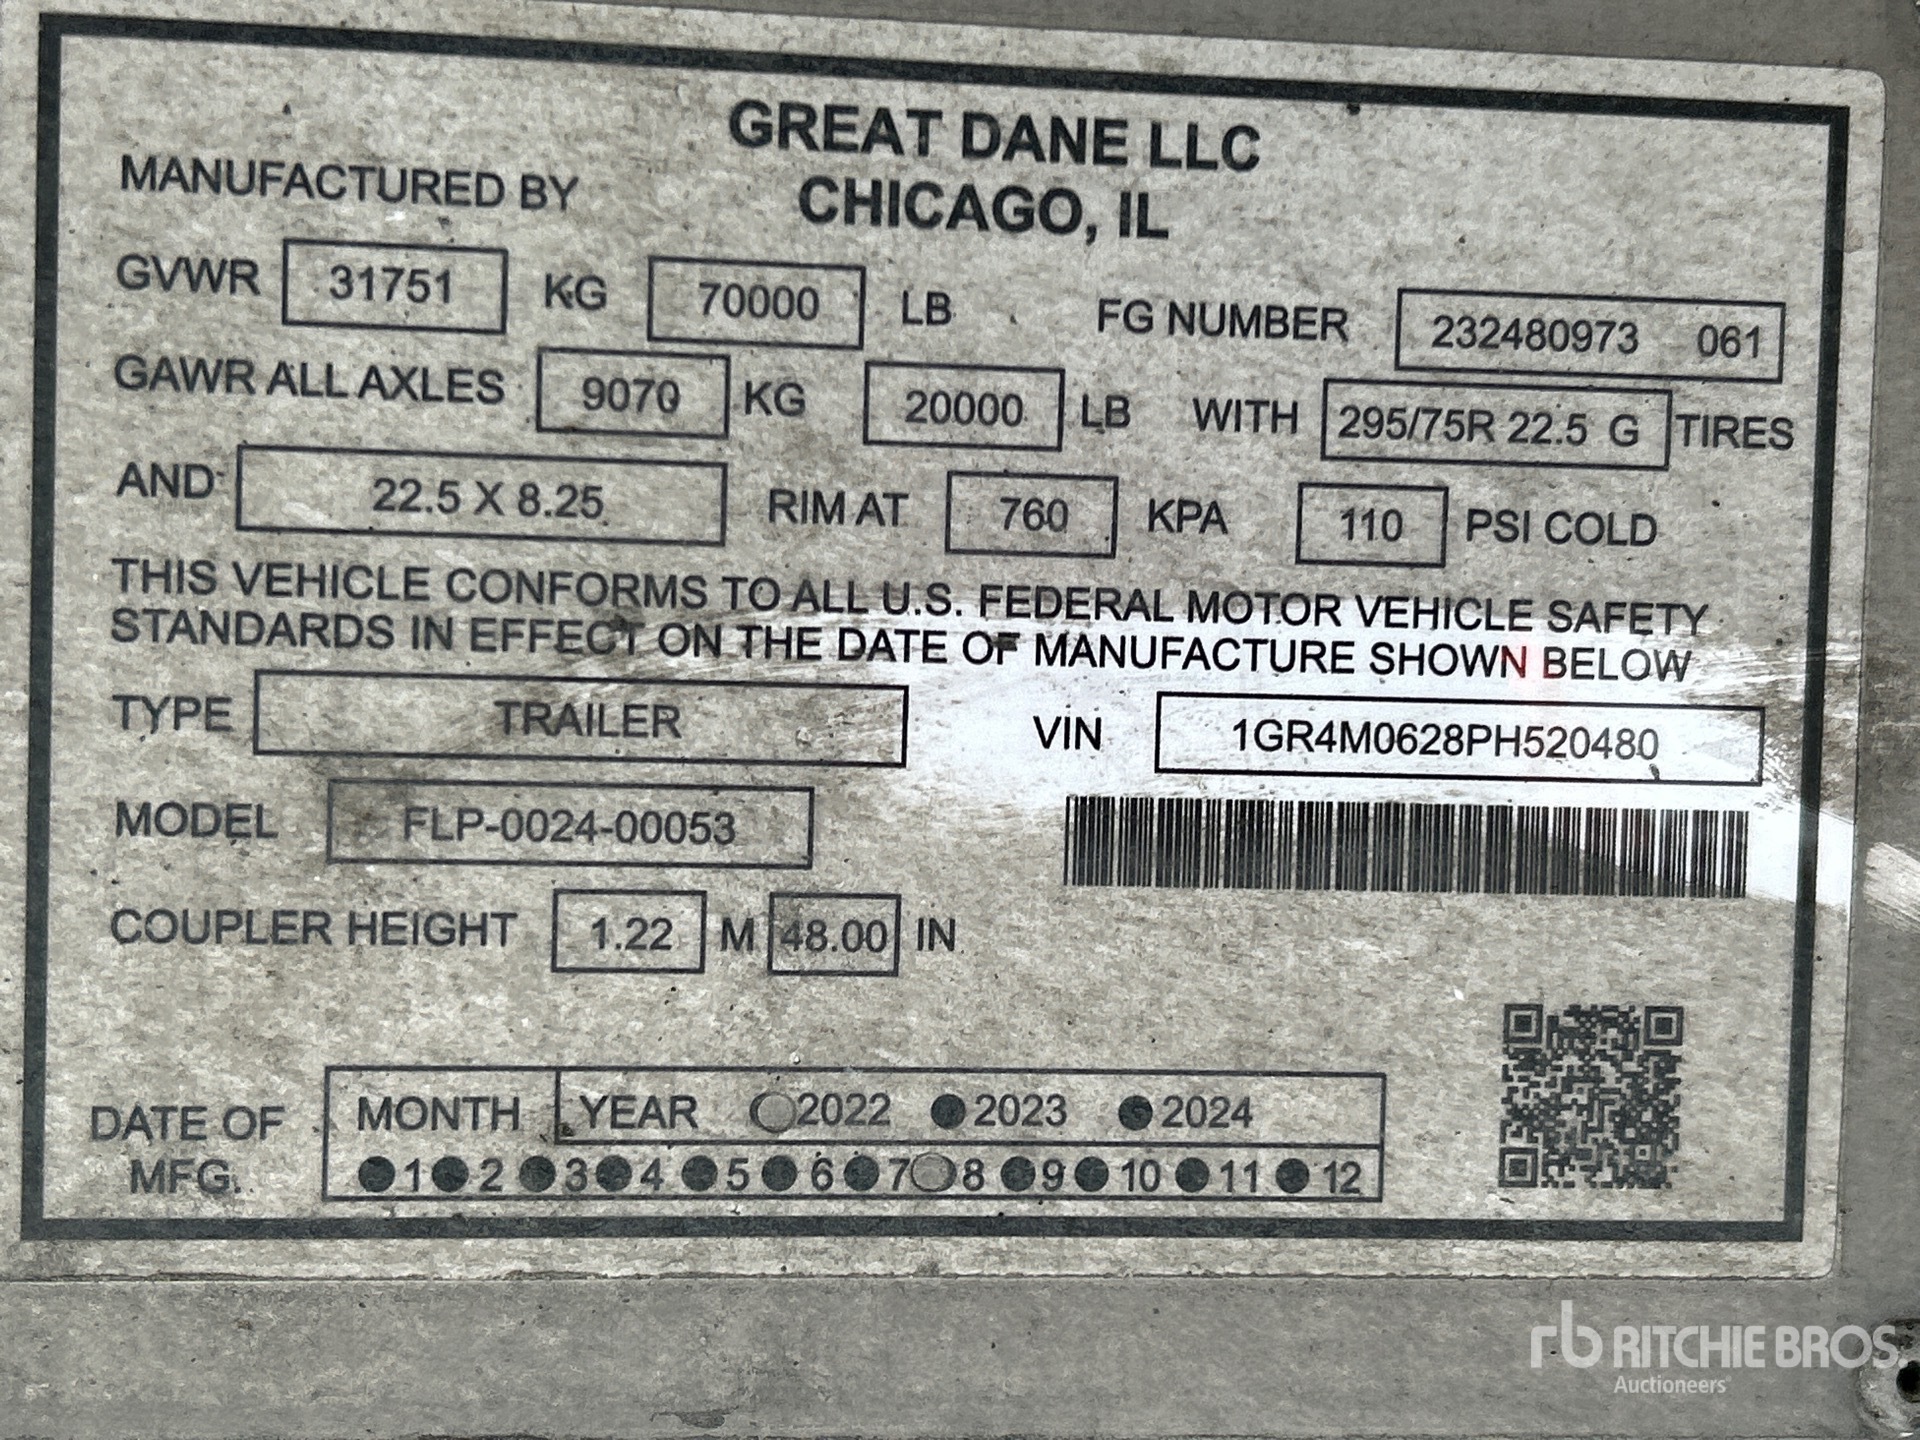 GREAT DANE LLC
MANUFACTURED BY CHICAGO, IL
GVWR 31751 KG 70000 LB FG NUMBER 232480973 061
GAWR ALL AXLES 9070 KG 20000 LB WITH 295/75R 22.5 G TIRES
AND 22.5 X 8.25 RIM AT 760 KPA 110 PSI COLD
THIS VEHICLE CONFORMS TO ALL U.S. FEDERAL MOTOR VEHICLE SAFETY
STANDARDS IN EFFECT ON THE DATE OF MANUFACTURE SHOWN BELOW
TYPE TRAILER VIN 1GR4M0628PH520480
MODEL FLP-0024-00053
COUPLER HEIGHT 1.22 M 48.00 IN
DATE OF MFG. MONTH YEAR 2022 2023 2024
1 2 3 4 5 6 7 8 9 10 11 12
rb RITCHIE BROS.
Auctioneers